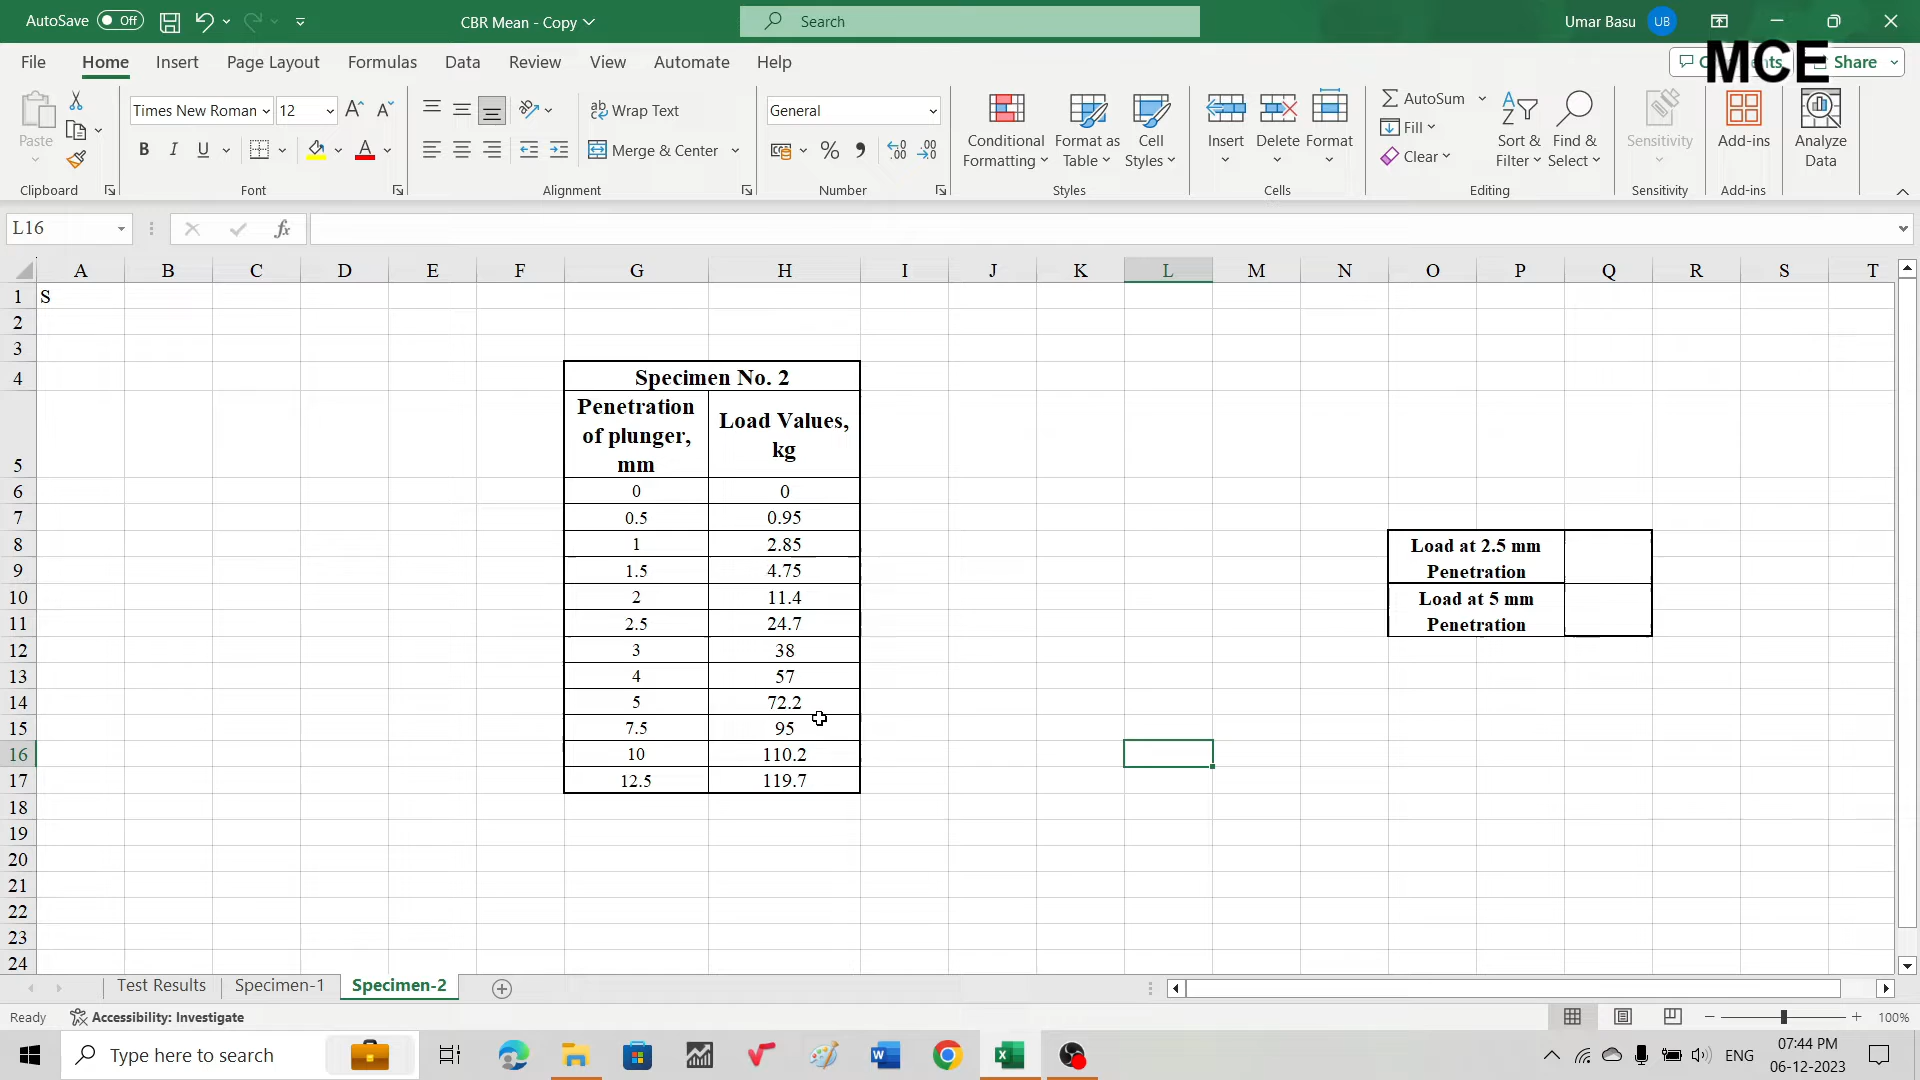 AutoSave Off CBR Mean - Copy Search Umar Basu UB
MCE
File Home Insert Page Layout Formulas Data Review View Automate Help Share
Times New Roman 12 Wrap Text General AutoSum
Paste Merge & Center Conditional Formatting Format as Table Cell Styles Insert Delete Format Fill Clear Sort & Filter Find & Select Sensitivity Add-ins Analyze Data
Clipboard Font Alignment Number Styles Cells Editing Sensitivity Add-ins
L16 fx
A B C D E F G H I J K L M N O P Q R S T
1 S
2
3
4 Specimen No. 2
5 Penetration of plunger, mm Load Values, kg
6 0 0
7 0.5 0.95
8 1 2.85 Load at 2.5 mm
9 1.5 4.75 Penetration
10 2 11.4 Load at 5 mm
11 2.5 24.7 Penetration
12 3 38
13 4 57
14 5 72.2
15 7.5 95
16 10 110.2
17 12.5 119.7
18
19
20
21
22
23
24
Test Results Specimen-1 Specimen-2
Ready Accessibility: Investigate 100%
Type here to search ENG 07:44 PM
06-12-2023